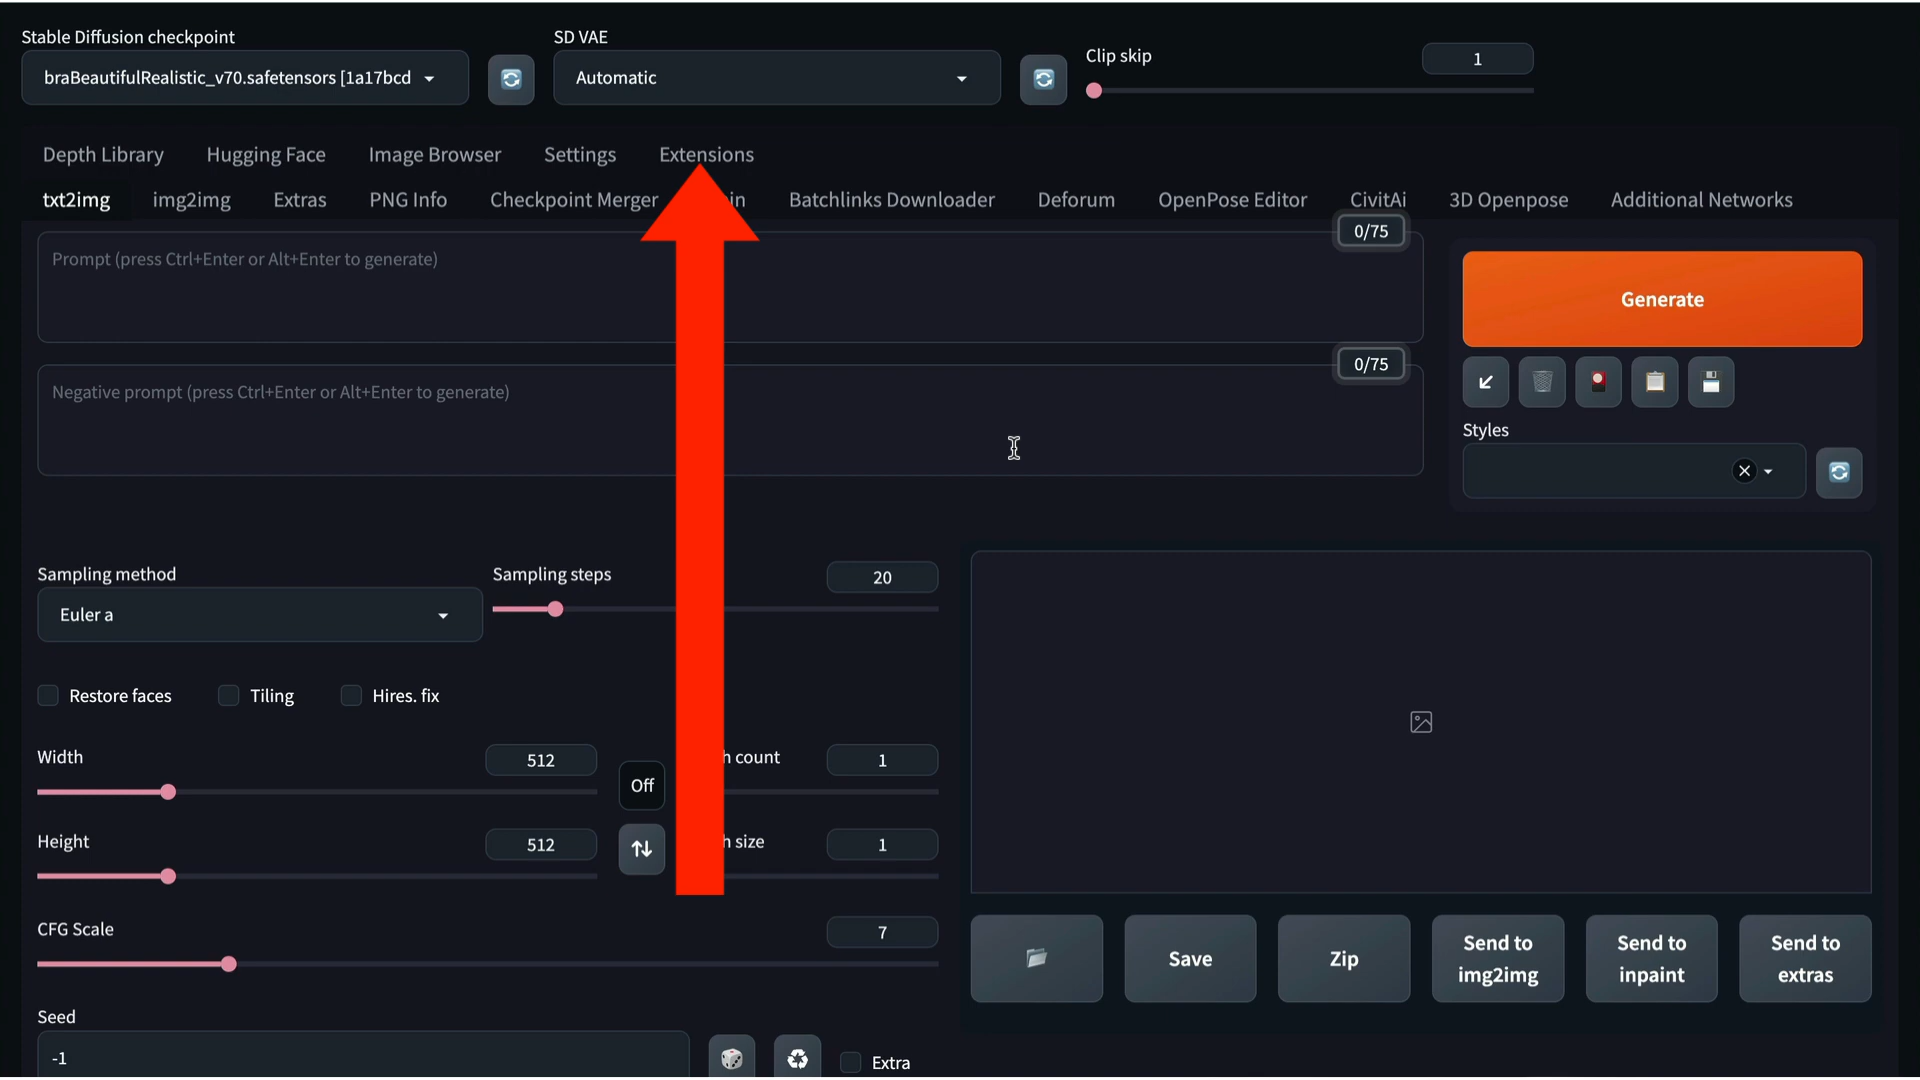 Stable Diffusion checkpoint
SD VAE
Clip skip
1
braBeautifulRealistic_v70.safetensors [1a17bcd
Automatic
Depth Library
Hugging Face
Image Browser
Settings
Extensions
txt2img
img2img
Extras
PNG Info
Checkpoint Merger
in
Batchlinks Downloader
Deforum
OpenPose Editor
CivitAi
3D Openpose
Additional Networks
0/75
Prompt (press Ctrl+Enter or Alt+Enter to generate)
Generate
0/75
Negative prompt (press Ctrl+Enter or Alt+Enter to generate)
Styles
Sampling method
Euler a
Sampling steps
20
Restore faces
Tiling
Hires. fix
Width
512
Off
h count
1
Height
512
h size
1
CFG Scale
7
Save
Zip
Send to
img2img
Send to
inpaint
Send to
extras
Seed
-1
Extra